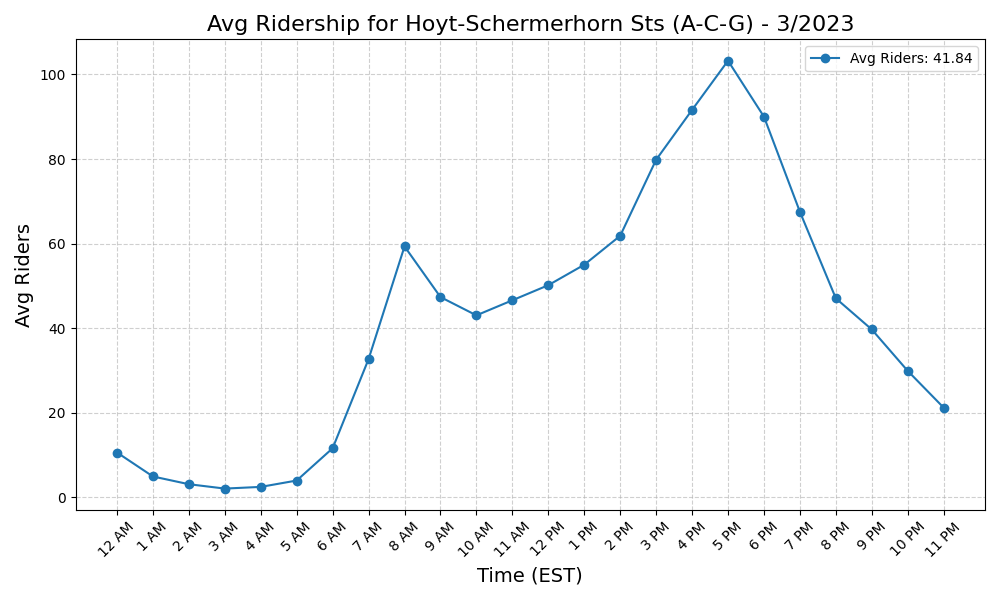 Avg Ridership for Hoyt-Schermerhorn Sts (A-C-G) - 3/2023
Avg Riders: 41.84
100
80
60
40
20
0
Avg Riders
12 AM
1 AM
2 AM
3 AM
4 AM
5 AM
6 AM
7 AM
8 AM
9 AM
10 AM
11 AM
12 PM
1 PM
2 PM
3 PM
4 PM
5 PM
6 PM
7 PM
8 PM
9 PM
10 PM
11 PM
Time (EST)